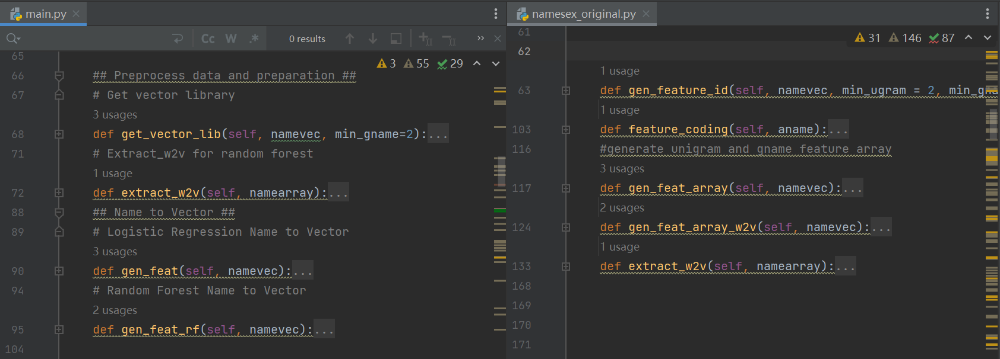 main.py
Cc W .* 0 results
3 55 29
65
66 ## Preprocess data and preparation ##
67 # Get vector library
3 usages
68 def get_vector_lib(self, namevec, min_gname=2):...
71 # Extract_w2v for random forest
1 usage
72 def extract_w2v(self, namearray):...
88 ## Name to Vector ##
89 # Logistic Regression Name to Vector
3 usages
90 def gen_feat(self, namevec):...
94 # Random Forest Name to Vector
2 usages
95 def gen_feat_rf(self, namevec):...
104
namesex_original.py
31 146 87
61
62
1 usage
63 def gen_feature_id(self, namevec, min_ugram = 2, min_gna
1 usage
103 def feature_coding(self, aname):...
116 #generate unigram and gname feature array
3 usages
117 def gen_feat_array(self, namevec):...
2 usages
124 def gen_feat_array_w2v(self, namevec):...
1 usage
133 def extract_w2v(self, namearray):...
168
169
170
171